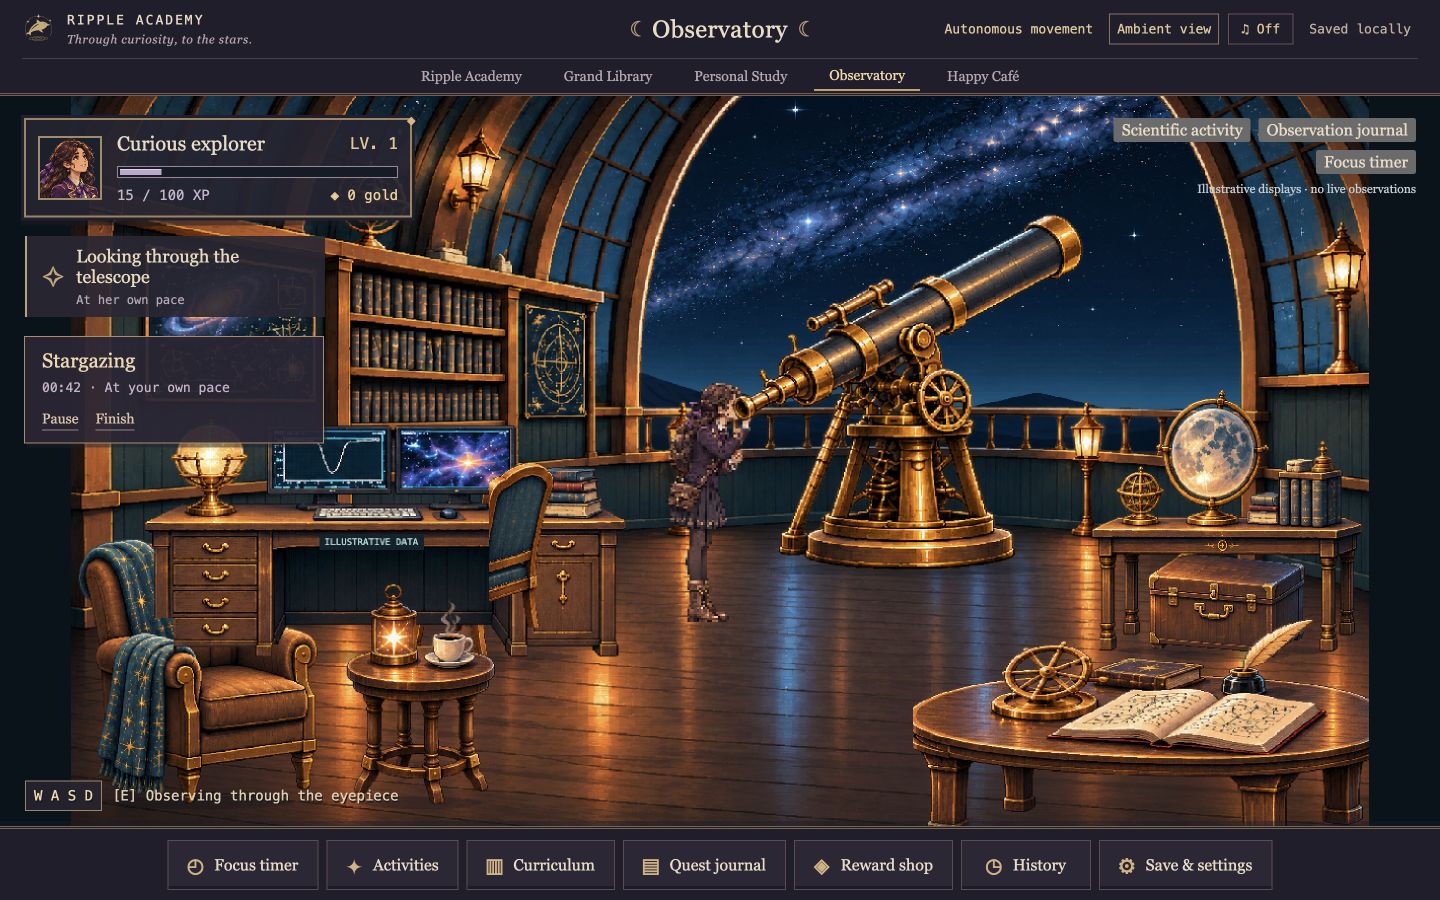 RIPPLE ACADEMY
Through curiosity, to the stars.
☾ Observatory ☾
Autonomous movement
Ambient view
♫ Off
Saved locally
Ripple Academy
Grand Library
Personal Study
Observatory
Happy Café
Curious explorer
LV. 1
15 / 100 XP
◆ 0 gold
Looking through the
telescope
At her own pace
Stargazing
00:42 · At your own pace
Pause
Finish
Scientific activity
Observation journal
Focus timer
Illustrative displays · no live observations
ILLUSTRATIVE DATA
W A S D
[E] Observing through the eyepiece
Focus timer
Activities
Curriculum
Quest journal
Reward shop
History
Save & settings